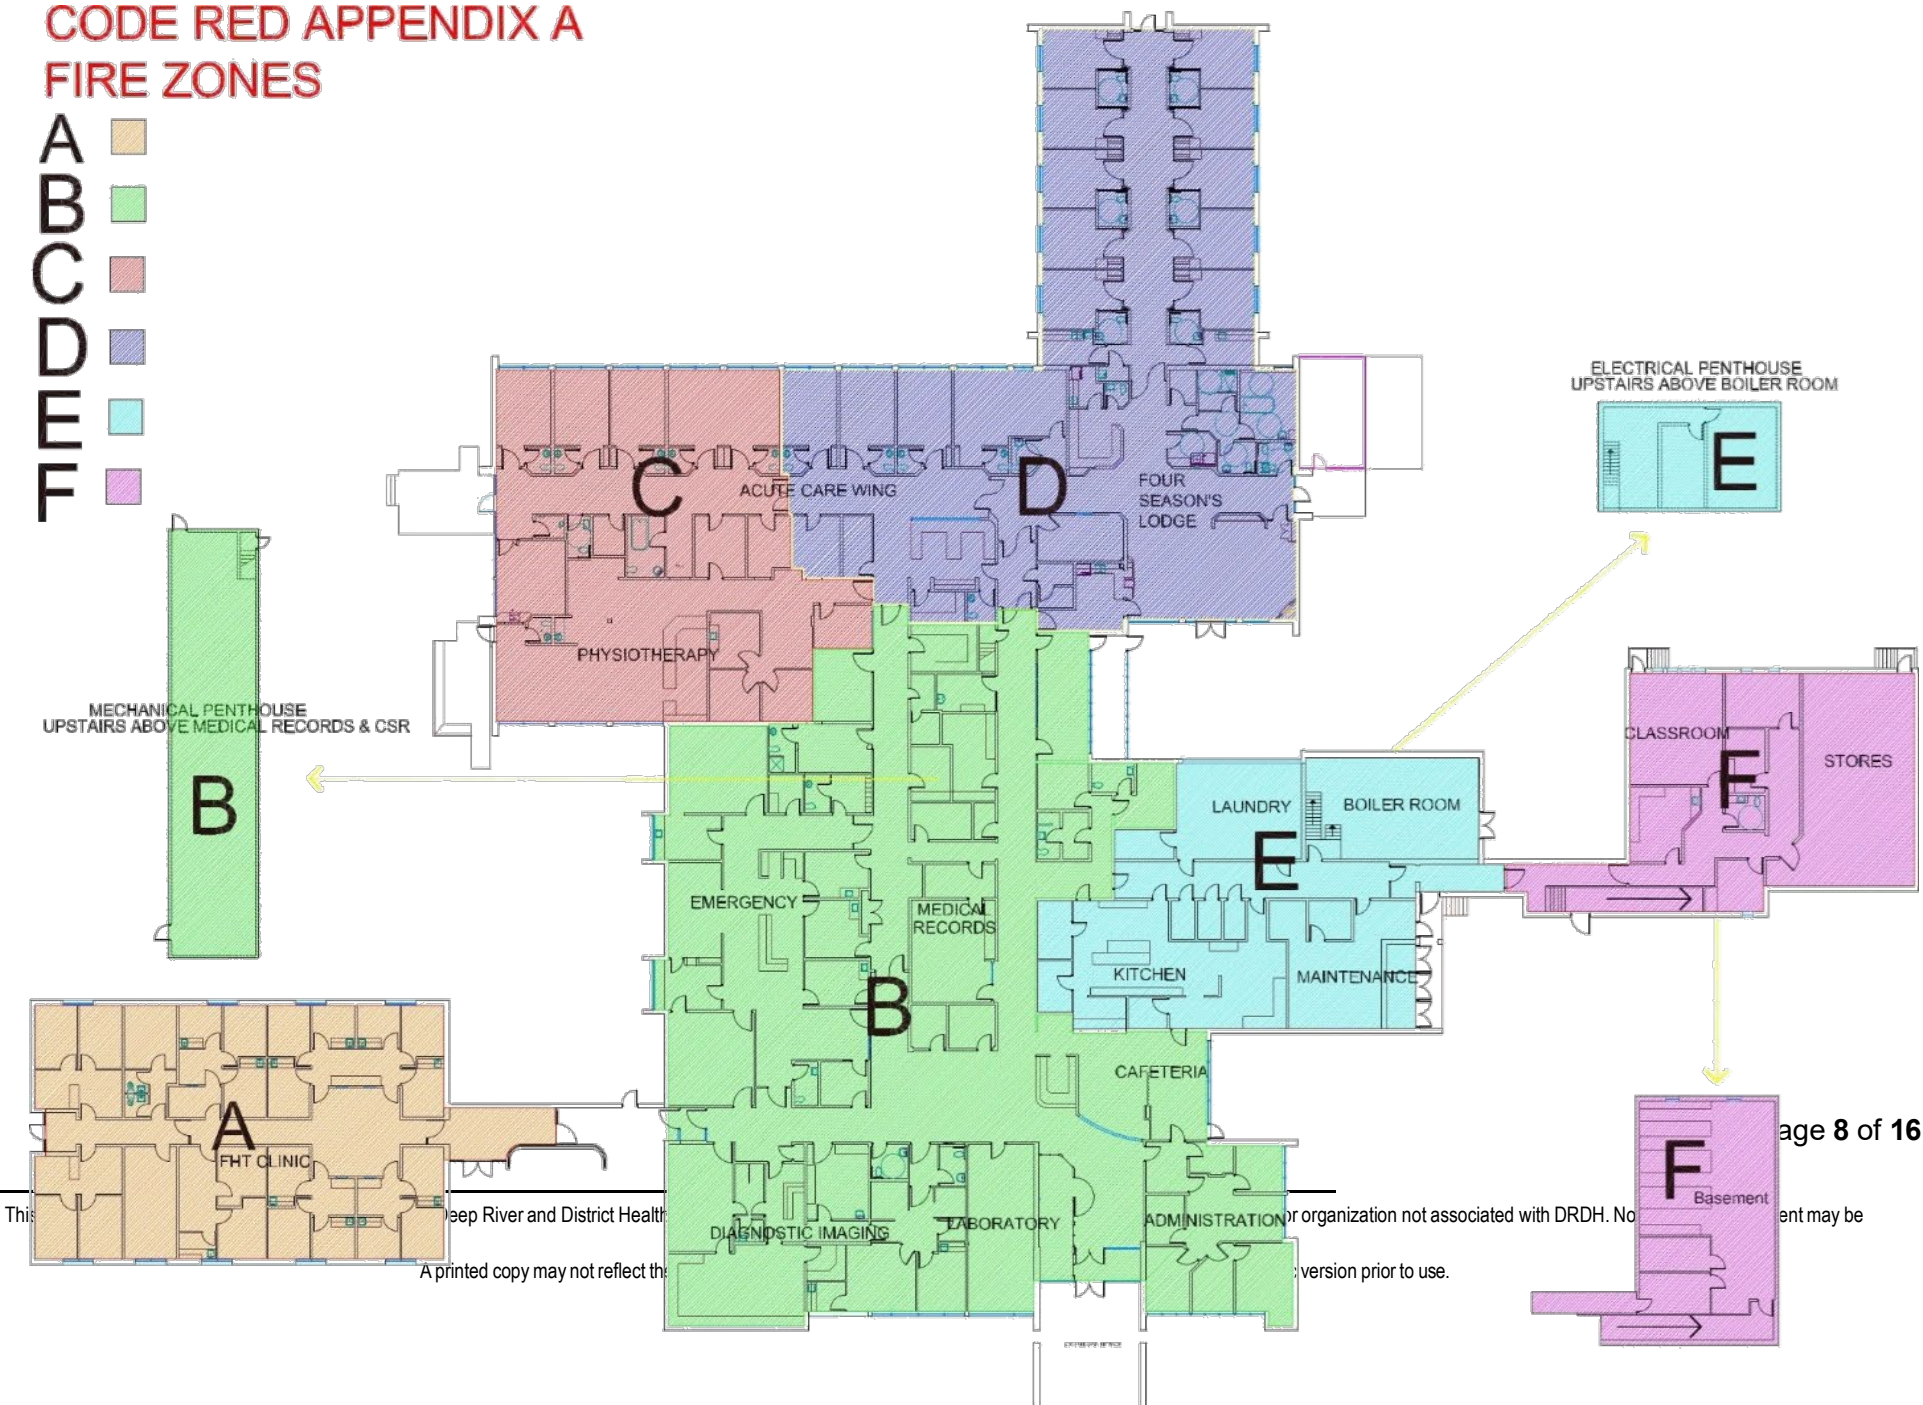 CODE RED APPENDIX A
FIRE ZONES
A
B
C
D
E
F
ELECTRICAL PENTHOUSE
UPSTAIRS ABOVE BOILER ROOM
E
C
ACUTE CARE WING
D
FOUR
SEASON'S
LODGE
PHYSIOTHERAPY
MECHANICAL PENTHOUSE
UPSTAIRS ABOVE MEDICAL RECORDS & CSR
B
CLASSROOM
F
STORES
LAUNDRY
BOILER ROOM
E
EMERGENCY
MEDICAL
RECORDS
KITCHEN
MAINTENANCE
B
CAFETERIA
A
FHT CLINIC
age 8 of 16
F
Basement
This
Deep River and District Health
or organization not associated with DRDH. No
ent may be
DIAGNOSTIC IMAGING
LABORATORY
ADMINISTRATION
A printed copy may not reflect the
version prior to use.